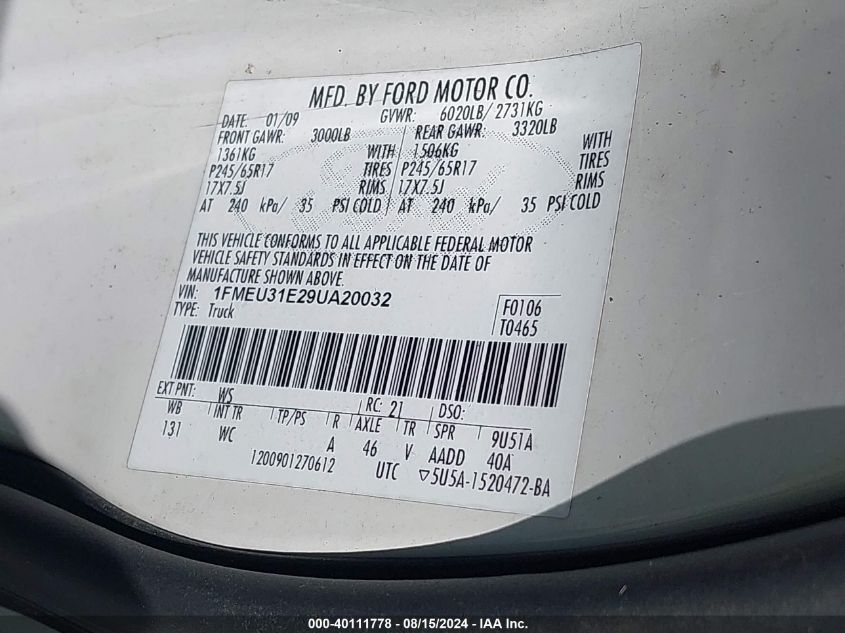 MFD. BY FORD MOTOR CO.
DATE: 01/09 GVWR: 6020LB/ 2731KG
FRONT GAWR: 3000LB REAR GAWR: 3320LB
1361KG WITH 1506KG WITH
P245/65R17 TIRES P245/65R17 TIRES
17X7.5J RIMS 17X7.5J RIMS
AT 240 kPa/ 35 PSI COLD AT 240 kPa/ 35 PSI COLD
THIS VEHICLE CONFORMS TO ALL APPLICABLE FEDERAL MOTOR
VEHICLE SAFETY STANDARDS IN EFFECT ON THE DATE OF
MANUFACTURE SHOWN ABOVE.
VIN: 1FMEU31E29UA20032 F0106
TYPE: Truck T0465
EXT PNT: WS RC: 21 DSO:
WB INT TR TP/PS R AXLE TR SPR 9U51A
131 WC A 46 V AADD 40A
1200901270612 UTC ▽5U5A-1520472-BA
000-40111778 - 08/15/2024 - IAA Inc.